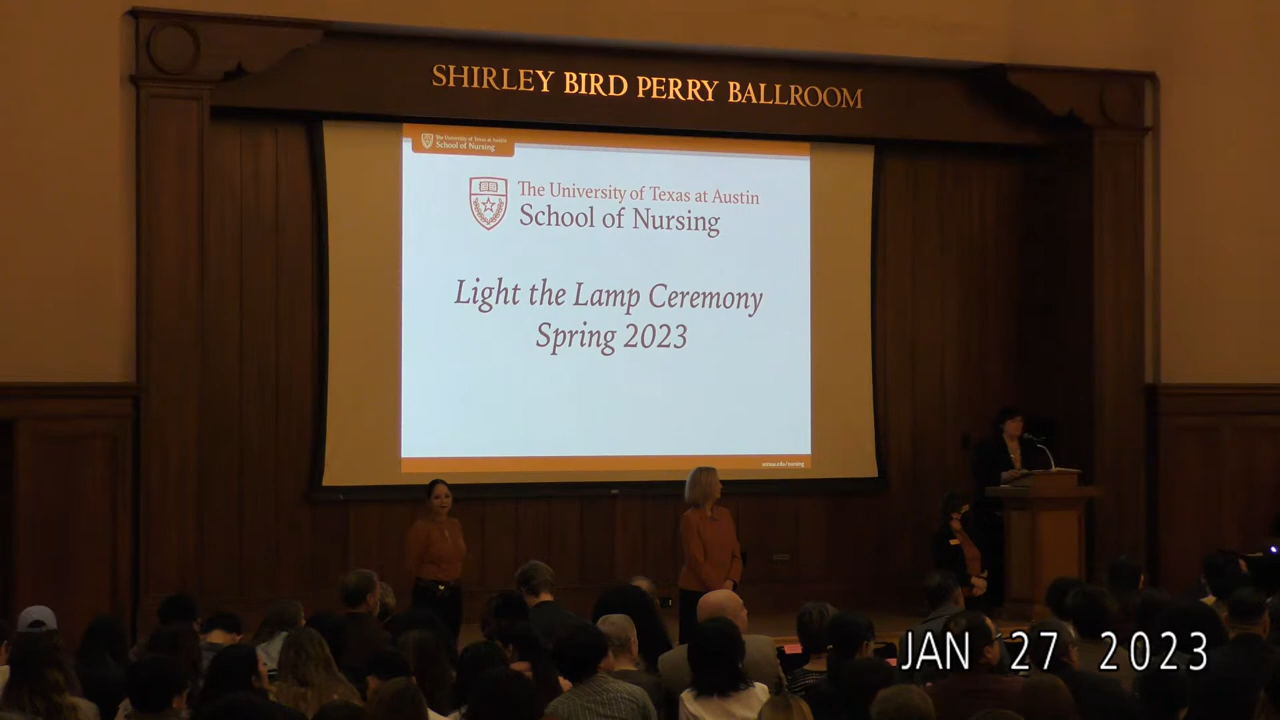 SHIRLEY BIRD PERRY BALLROOM
The University of Texas at Austin
School of Nursing
The University of Texas at Austin
School of Nursing
Light the Lamp Ceremony
Spring 2023
JAN 27 2023